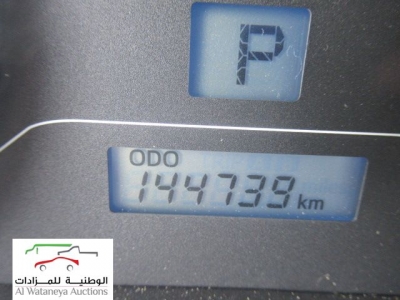 P
ODO
144739 km
الوطنية للمزادات
Al Wataneya Auctions